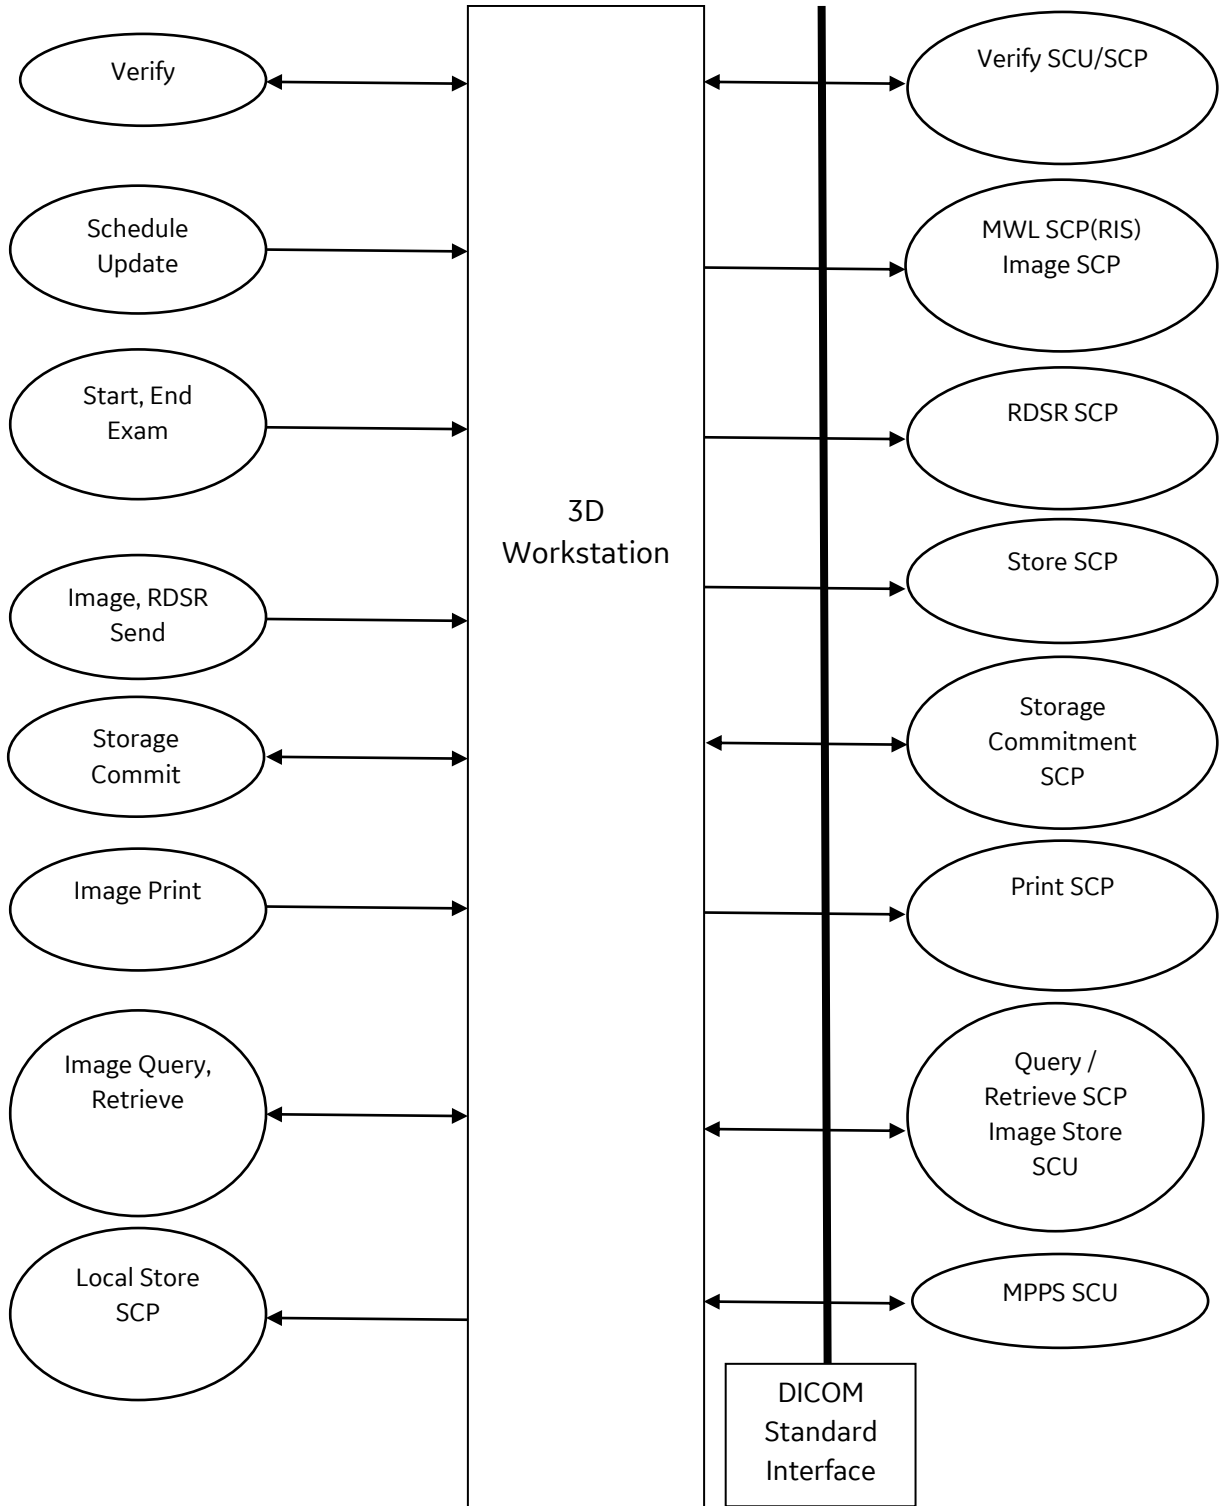 Verify
Verify SCU/SCP
Schedule
Update
MWL SCP(RIS)
Image SCP
Start, End
Exam
RDSR SCP
3D
Workstation
Image, RDSR
Send
Store SCP
Storage
Commit
Storage
Commitment
SCP
Image Print
Print SCP
Image Query,
Retrieve
Query /
Retrieve SCP
Image Store
SCU
Local Store
SCP
MPPS SCU
DICOM
Standard
Interface